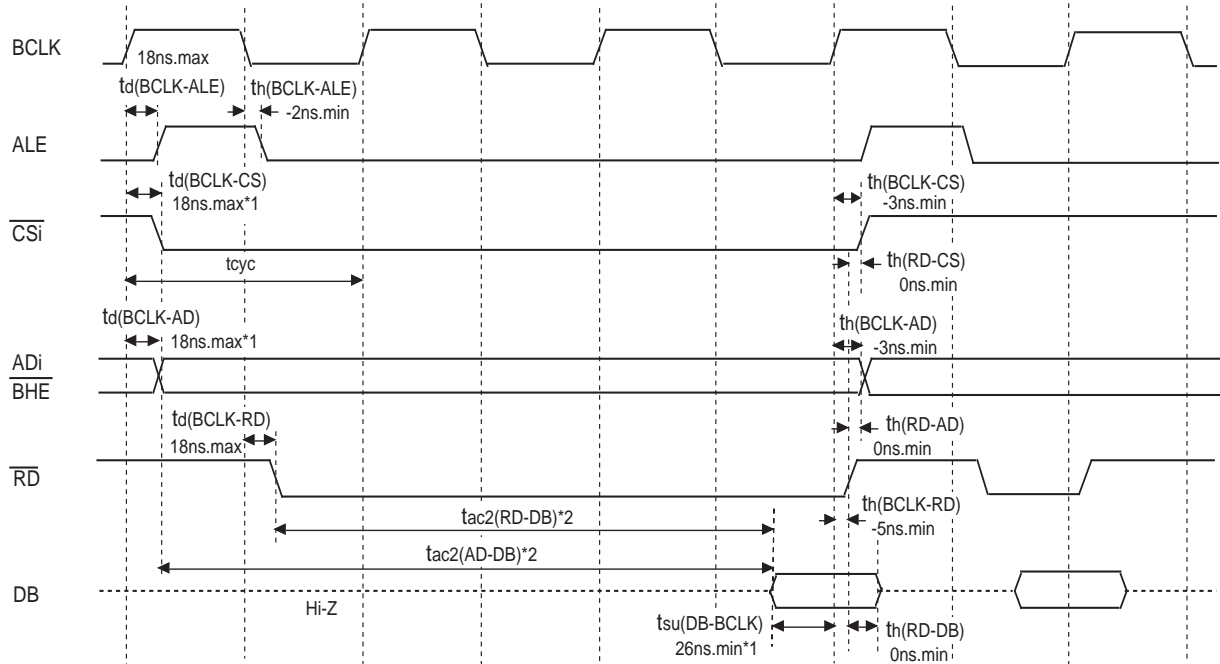 BCLK
18ns.max
td(BCLK-ALE)
th(BCLK-ALE)
-2ns.min
ALE
td(BCLK-CS)
18ns.max*1
th(BCLK-CS)
-3ns.min
CSi
tcyc
th(RD-CS)
0ns.min
td(BCLK-AD)
18ns.max*1
th(BCLK-AD)
-3ns.min
ADi
BHE
td(BCLK-RD)
18ns.max
th(RD-AD)
0ns.min
RD
th(BCLK-RD)
-5ns.min
tac2(RD-DB)*2
tac2(AD-DB)*2
DB
Hi-Z
tsu(DB-BCLK)
26ns.min*1
th(RD-DB)
0ns.min